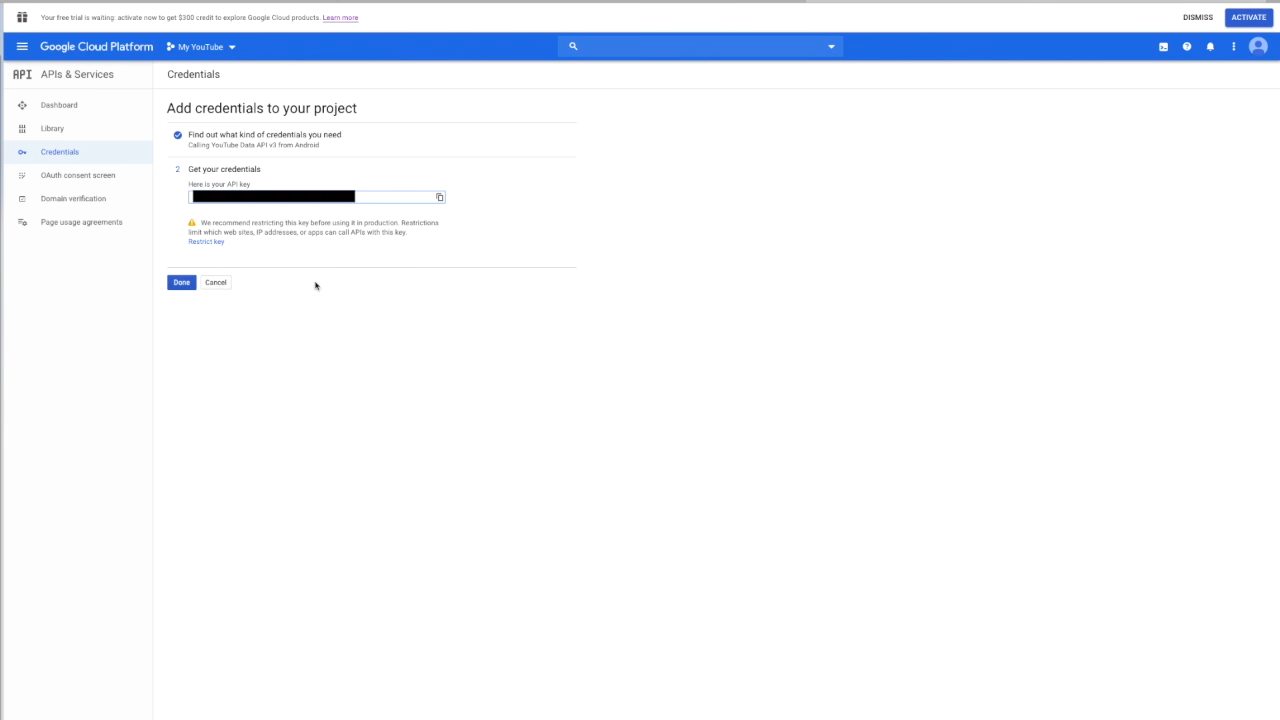 Your free trial is waiting: activate now to get $300 credit to explore Google Cloud products. Learn more
DISMISS
ACTIVATE
Google Cloud Platform
My YouTube
API APIs & Services
Credentials
Dashboard
Library
Credentials
OAuth consent screen
Domain verification
Page usage agreements
Add credentials to your project
Find out what kind of credentials you need
Calling YouTube Data API v3 from Android
2 Get your credentials
Here is your API key
We recommend restricting this key before using it in production. Restrictions
limit which web sites, IP addresses, or apps can call APIs with this key.
Restrict key
Done
Cancel